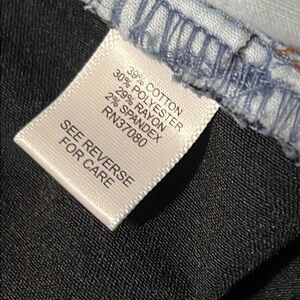 39% COTTON
30% POLYESTER
29% RAYON
2% SPANDEX
RN37080
SEE REVERSE
FOR CARE